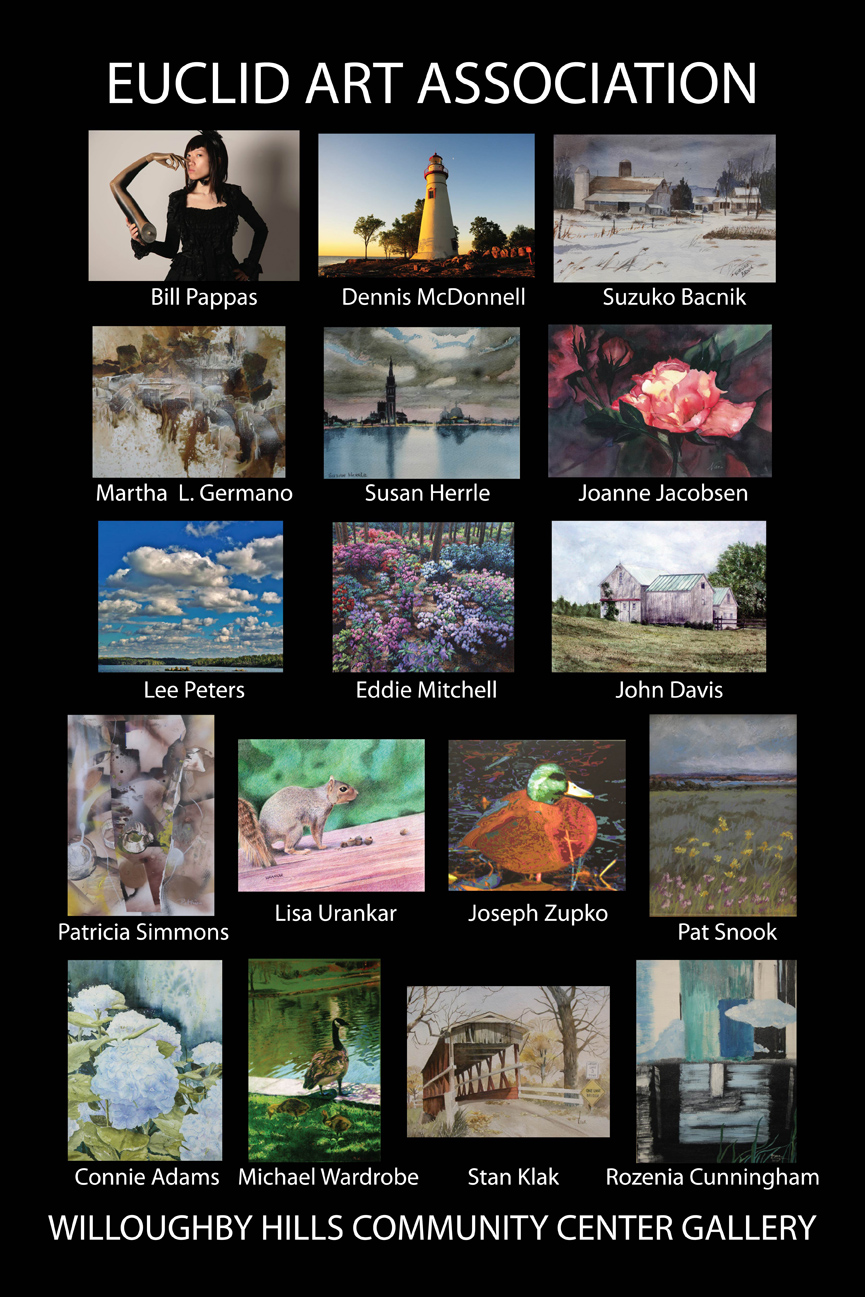 EUCLID ART ASSOCIATION
Bill Pappas
Dennis McDonnell
Suzuko Bacnik
Martha L. Germano
Susan Herrle
Joanne Jacobsen
Lee Peters
Eddie Mitchell
John Davis
Patricia Simmons
Lisa Urankar
Joseph Zupko
Pat Snook
Connie Adams
Michael Wardrobe
Stan Klak
Rozenia Cunningham
WILLOUGHBY HILLS COMMUNITY CENTER GALLERY